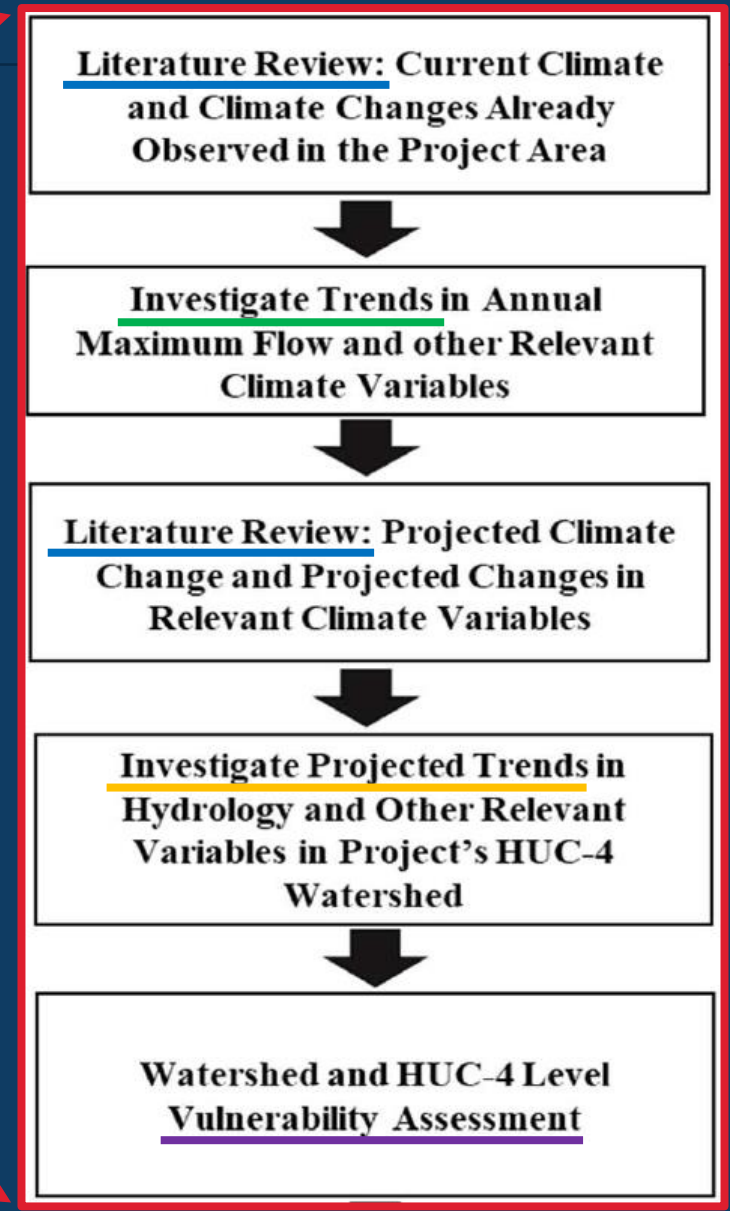 Literature Review: Current Climate
and Climate Changes Already
Observed in the Project Area
Investigate Trends in Annual
Maximum Flow and other Relevant
Climate Variables
Literature Review: Projected Climate
Change and Projected Changes in
Relevant Climate Variables
Investigate Projected Trends in
Hydrology and Other Relevant
Variables in Project’s HUC-4
Watershed
Watershed and HUC-4 Level
Vulnerability Assessment